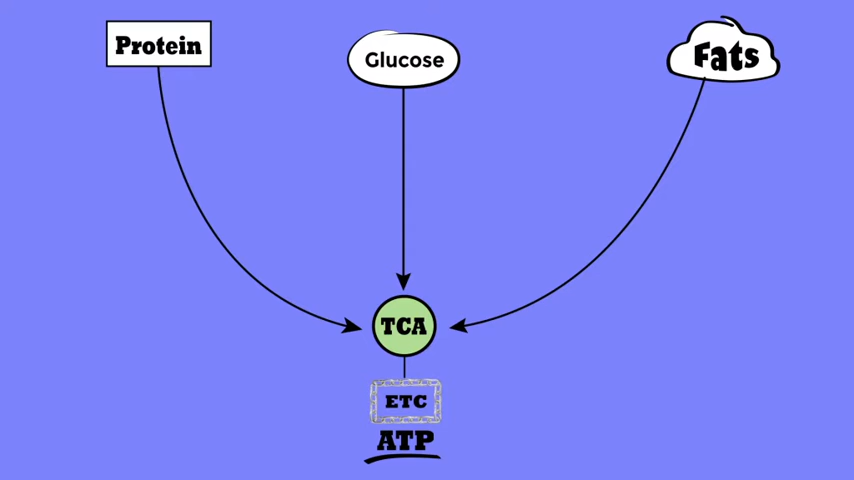 Protein
Glucose
Fats
TCA
ETC
ATP